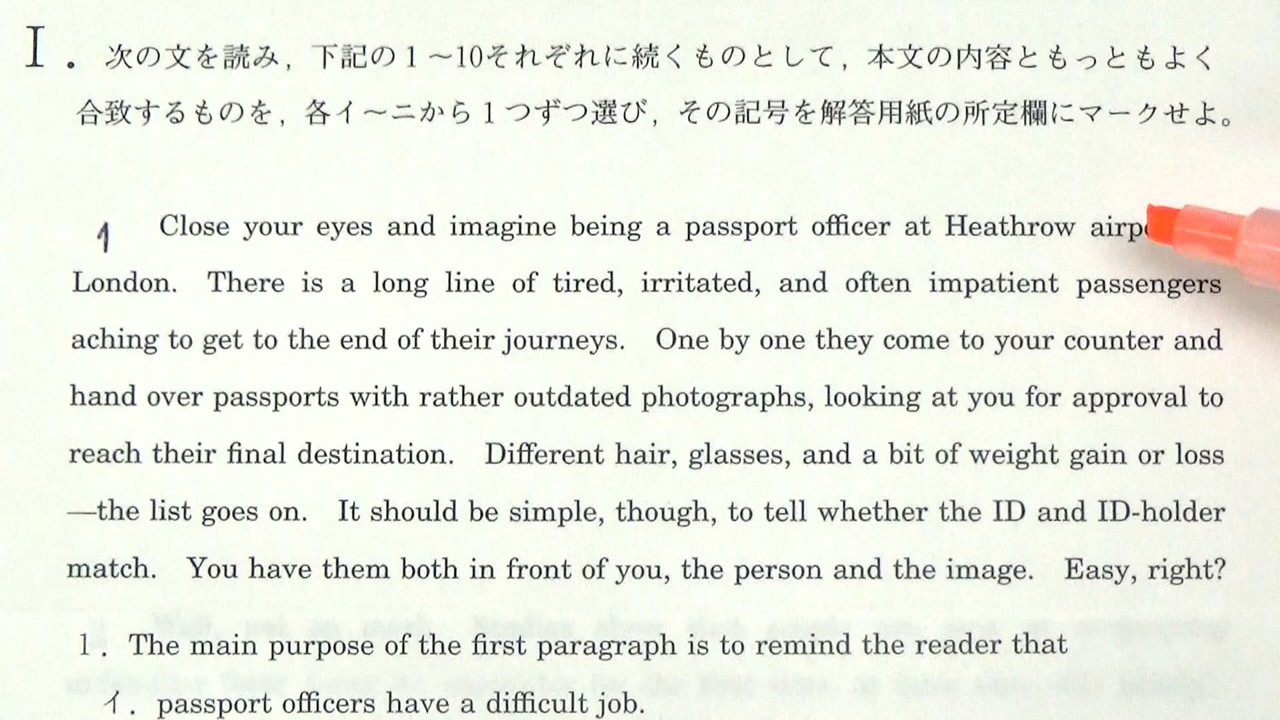 I. 次の文を読み,下記の1～10それぞれに続くものとして,本文の内容ともっともよく
合致するものを,各イ～ニから1つずつ選び,その記号を解答用紙の所定欄にマークせよ。
1 Close your eyes and imagine being a passport officer at Heathrow
London. There is a long line of tired, irritated, and often impatient passengers
aching to get to the end of their journeys. One by one they come to your counter and
hand over passports with rather outdated photographs, looking at you for approval to
reach their final destination. Different hair, glasses, and a bit of weight gain or loss
—the list goes on. It should be simple, though, to tell whether the ID and ID-holder
match. You have them both in front of you, the person and the image. Easy, right?
1. The main purpose of the first paragraph is to remind the reader that
イ. passport officers have a difficult job.